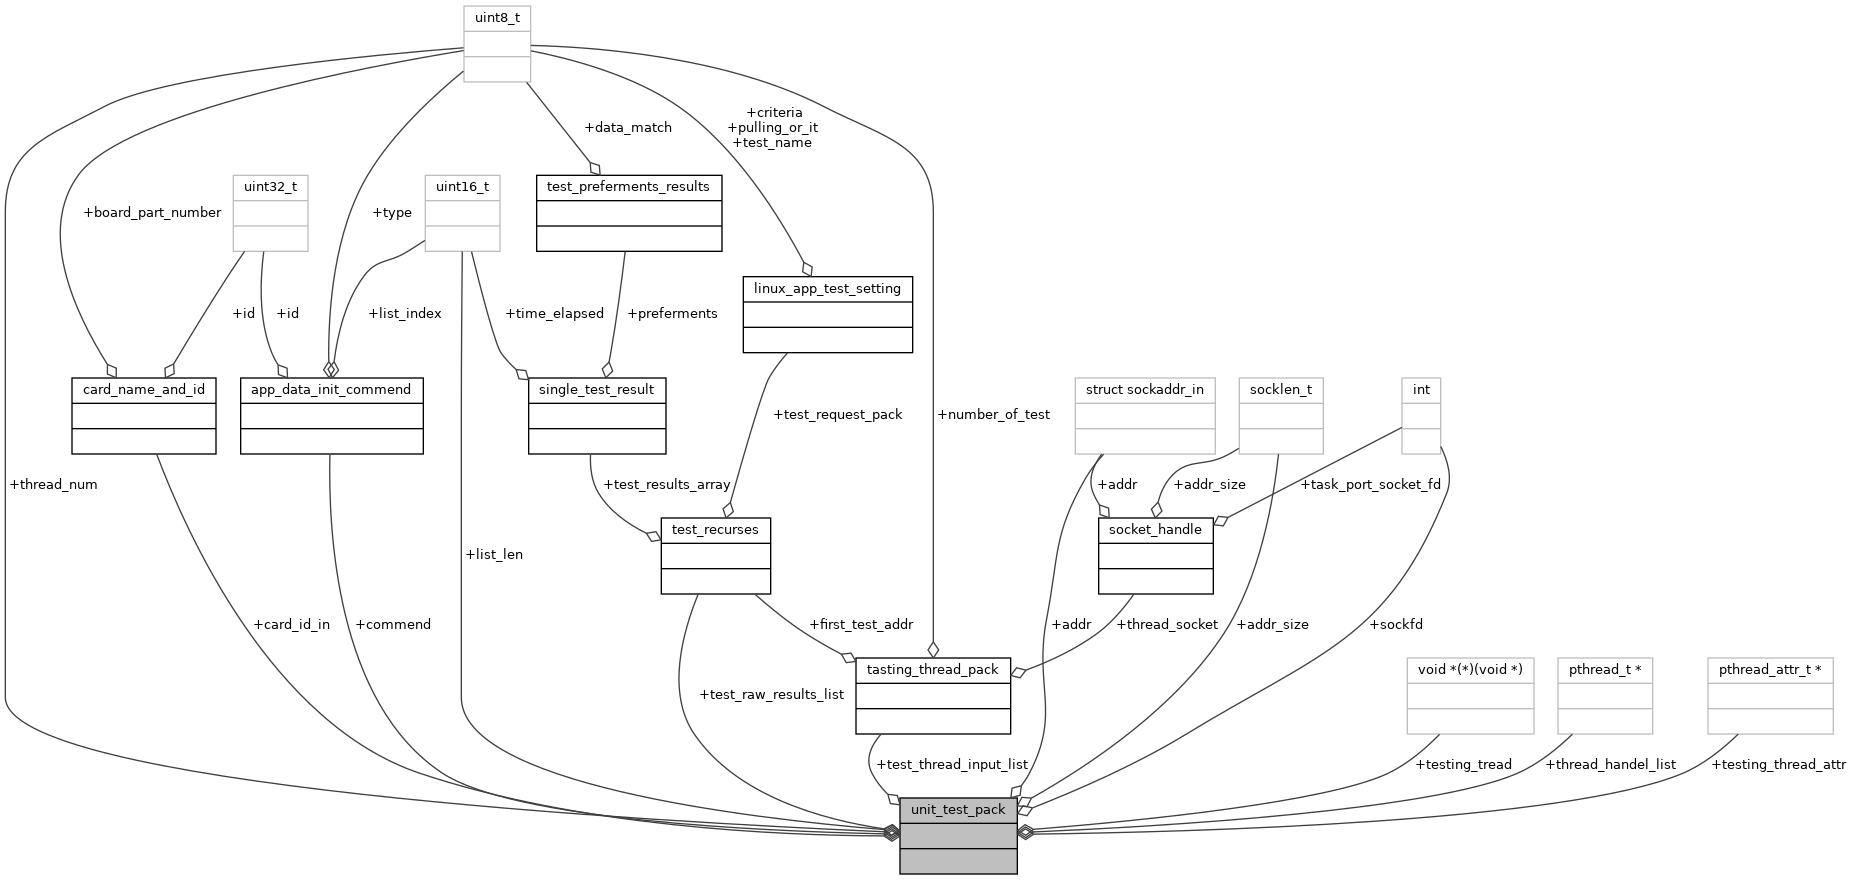 uint8_t
+criteria
+pulling_or_it
+test_name
+data_match
uint32_t
uint16_t
test_preferments_results
+board_part_number
+type
linux_app_test_setting
+id
+id
+list_index
+time_elapsed
+preferments
card_name_and_id
app_data_init_commend
single_test_result
struct sockaddr_in
socklen_t
int
+test_request_pack
+number_of_test
+thread_num
+test_results_array
+addr
+addr_size
+task_port_socket_fd
test_recurses
socket_handle
+list_len
+card_id_in
+commend
+first_test_addr
+addr
+thread_socket
+addr_size
+sockfd
tasting_thread_pack
void *(*)(void *)
pthread_t *
pthread_attr_t *
+test_raw_results_list
+test_thread_input_list
+testing_tread
+thread_handel_list
+testing_thread_attr
unit_test_pack